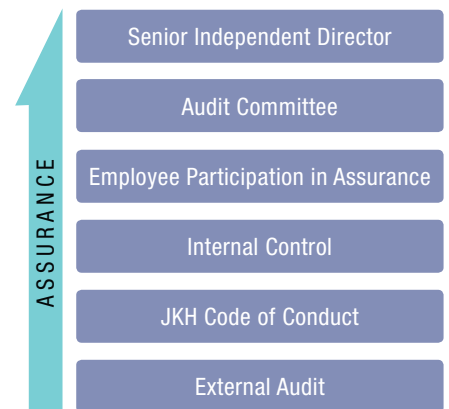 Senior Independent Director
Audit Committee
Employee Participation in Assurance
Internal Control
JKH Code of Conduct
External Audit
ASSURANCE